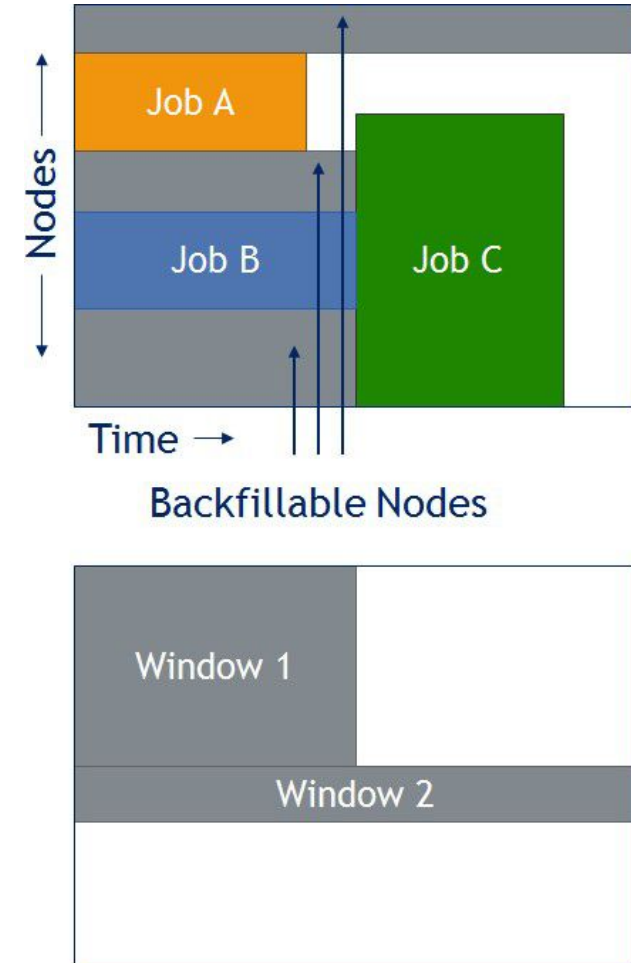 Job A
Nodes
Job B
Job C
Time
Backfillable Nodes
Window 1
Window 2